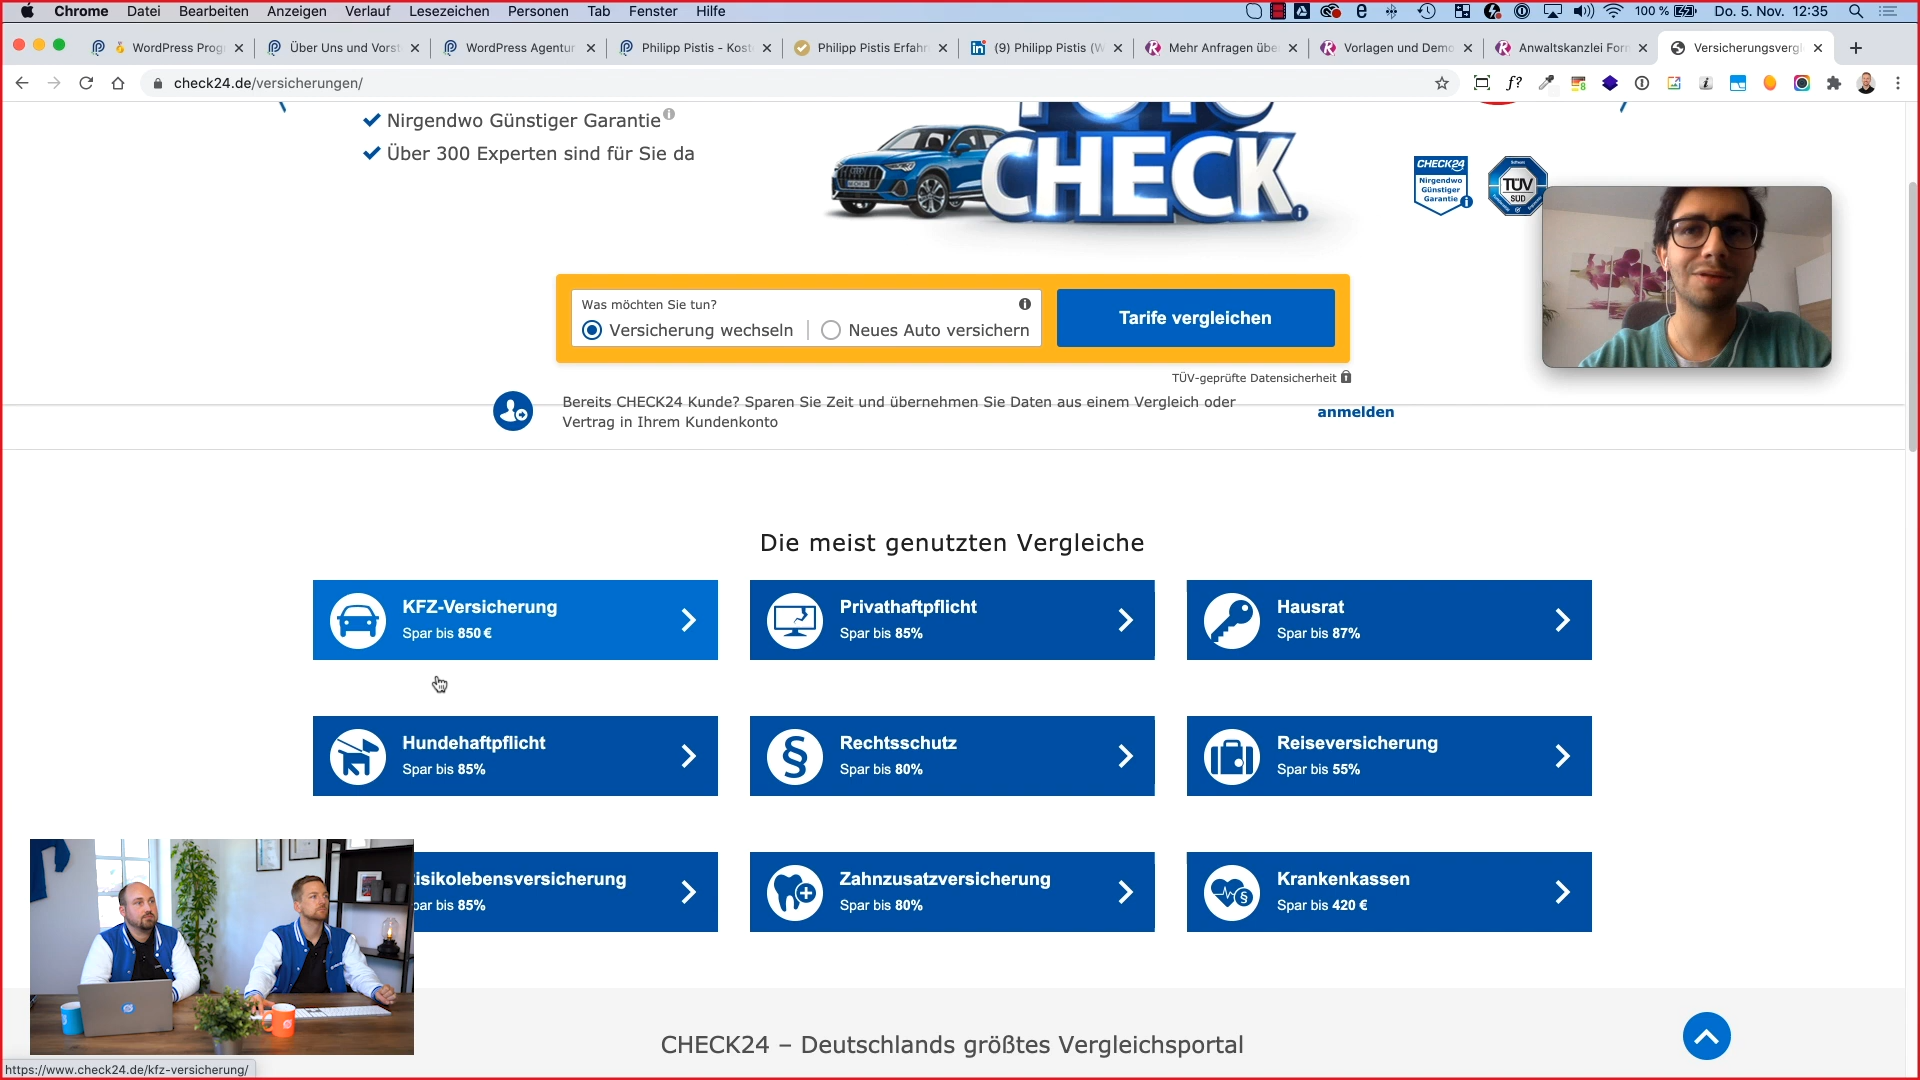 Chrome Datei Bearbeiten Anzeigen Verlauf Lesezeichen Personen Tab Fenster Hilfe
100 % Do. 5. Nov. 12:35
WordPress Prog
Über Uns und Vorst
WordPress Agentur
Philipp Pistis - Kost
Philipp Pistis Erfahr
(9) Philipp Pistis (W
Mehr Anfragen übe
Vorlagen und Demo
Anwaltskanzlei For
Versicherungsvergl
check24.de/versicherungen/
Nirgendwo Günstiger Garantie
Über 300 Experten sind für Sie da
CHECK.
CHECK24
Nirgendwo
Günstiger
Garantie
TÜV
SÜD
Was möchten Sie tun?
Versicherung wechseln
Neues Auto versichern
Tarife vergleichen
TÜV-geprüfte Datensicherheit
Bereits CHECK24 Kunde? Sparen Sie Zeit und übernehmen Sie Daten aus einem Vergleich oder
Vertrag in Ihrem Kundenkonto
anmelden
Die meist genutzten Vergleiche
KFZ-Versicherung
Spar bis 850 €
Privathaftpflicht
Spar bis 85%
Hausrat
Spar bis 87%
Hundehaftpflicht
Spar bis 85%
Rechtsschutz
Spar bis 80%
Reiseversicherung
Spar bis 55%
isikolebensversicherung
par bis 85%
Zahnzusatzversicherung
Spar bis 80%
Krankenkassen
Spar bis 420 €
CHECK24 – Deutschlands größtes Vergleichsportal
https://www.check24.de/kfz-versicherung/